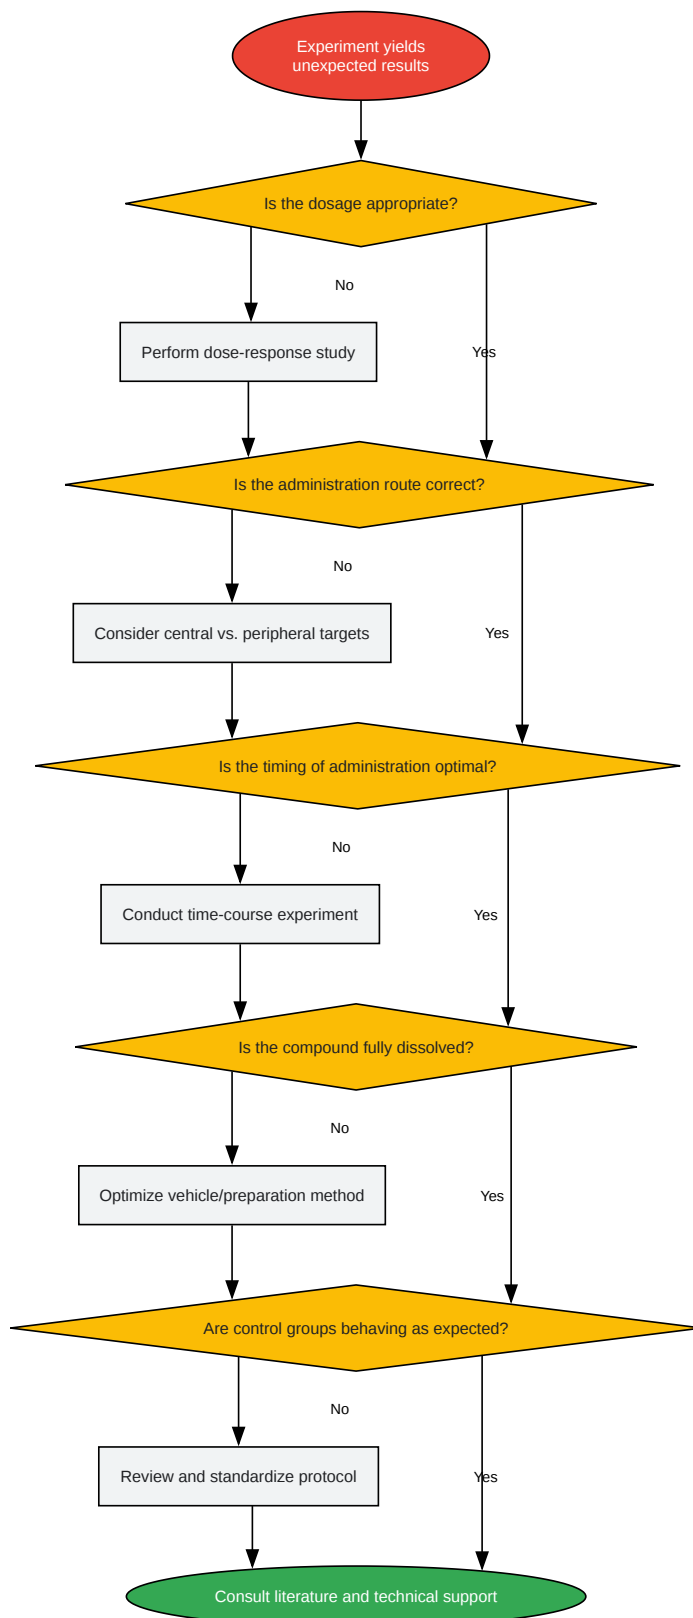 Experiment yields
unexpected results
Is the dosage appropriate?
No
Perform dose-response study
Yes
Is the administration route correct?
No
Consider central vs. peripheral targets
Yes
Is the timing of administration optimal?
No
Conduct time-course experiment
Yes
Is the compound fully dissolved?
No
Optimize vehicle/preparation method
Yes
Are control groups behaving as expected?
No
Review and standardize protocol
Yes
Consult literature and technical support